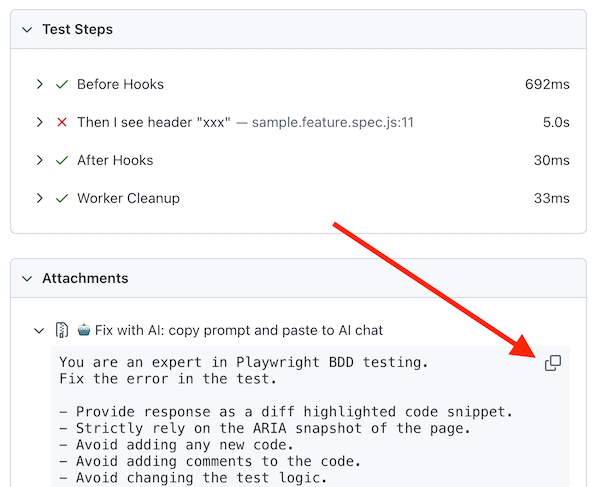 Test Steps
Before Hooks 692ms
Then I see header "xxx" — sample.feature.spec.js:11 5.0s
After Hooks 30ms
Worker Cleanup 33ms
Attachments
Fix with AI: copy prompt and paste to AI chat
You are an expert in Playwright BDD testing.
Fix the error in the test.
- Provide response as a diff highlighted code snippet.
- Strictly rely on the ARIA snapshot of the page.
- Avoid adding any new code.
- Avoid adding comments to the code.
- Avoid changing the test logic.